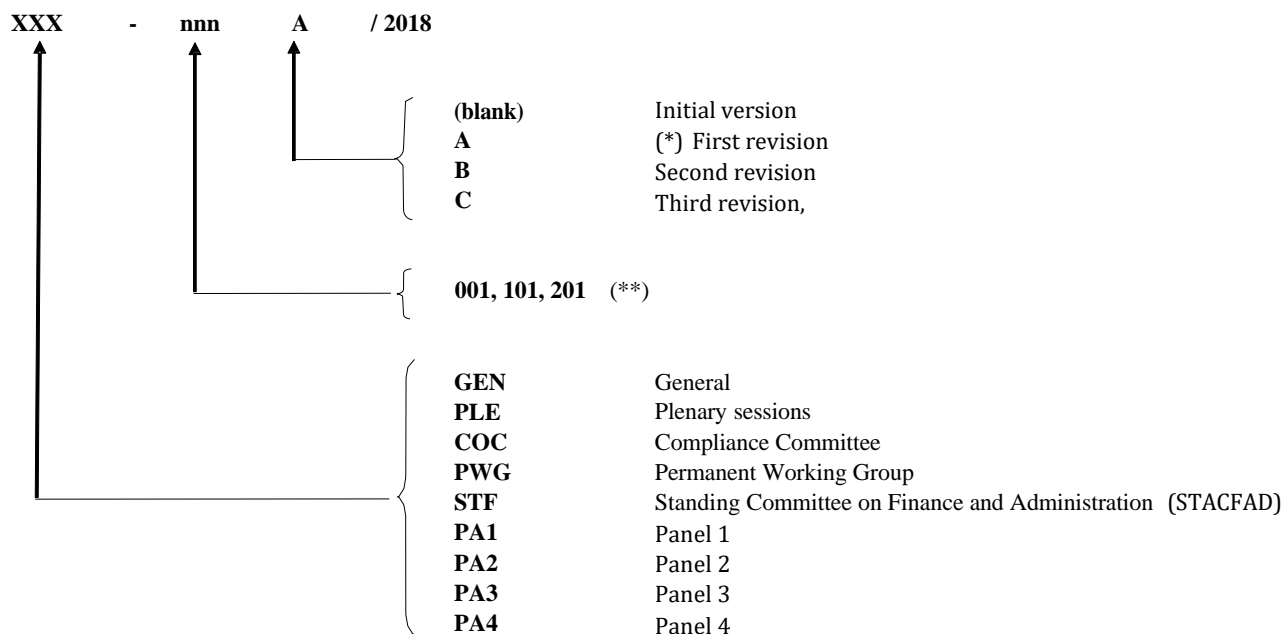 XXX - nnn A / 2018
(blank) Initial version
A (*) First revision
B Second revision
C Third revision,
001, 101, 201 (**)
GEN General
PLE Plenary sessions
COC Compliance Committee
PWG Permanent Working Group
STF Standing Committee on Finance and Administration (STACFAD)
PA1 Panel 1
PA2 Panel 2
PA3 Panel 3
PA4 Panel 4